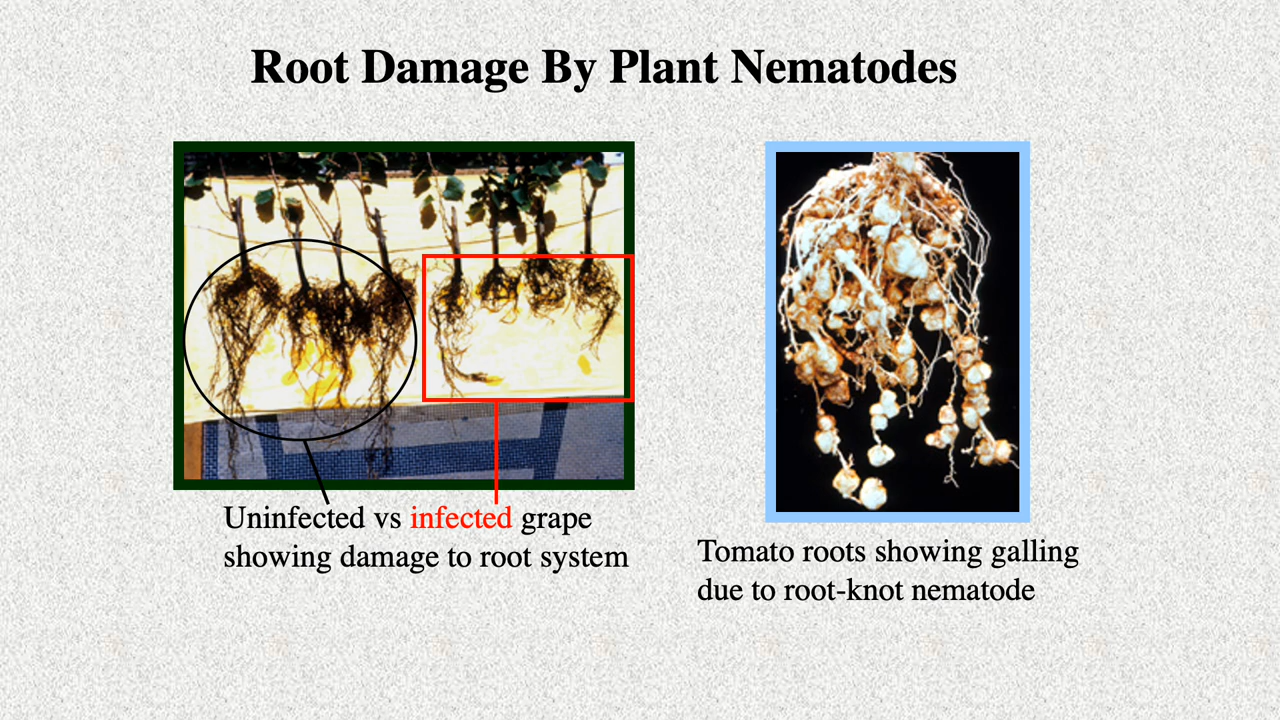 Root Damage By Plant Nematodes
Uninfected vs infected grape
showing damage to root system
Tomato roots showing galling
due to root-knot nematode